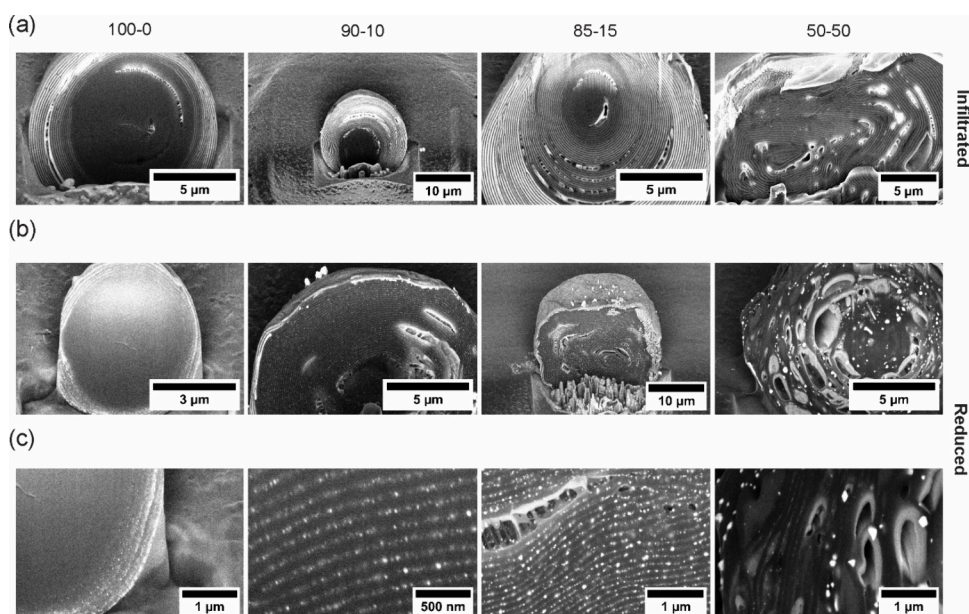 (a) 100-0 90-10 85-15 50-50
5 µm 10 µm 5 µm 5 µm
Infiltrated
(b)
3 µm 5 µm 10 µm 5 µm
Reduced
(c)
1 µm 500 nm 1 µm 1 µm